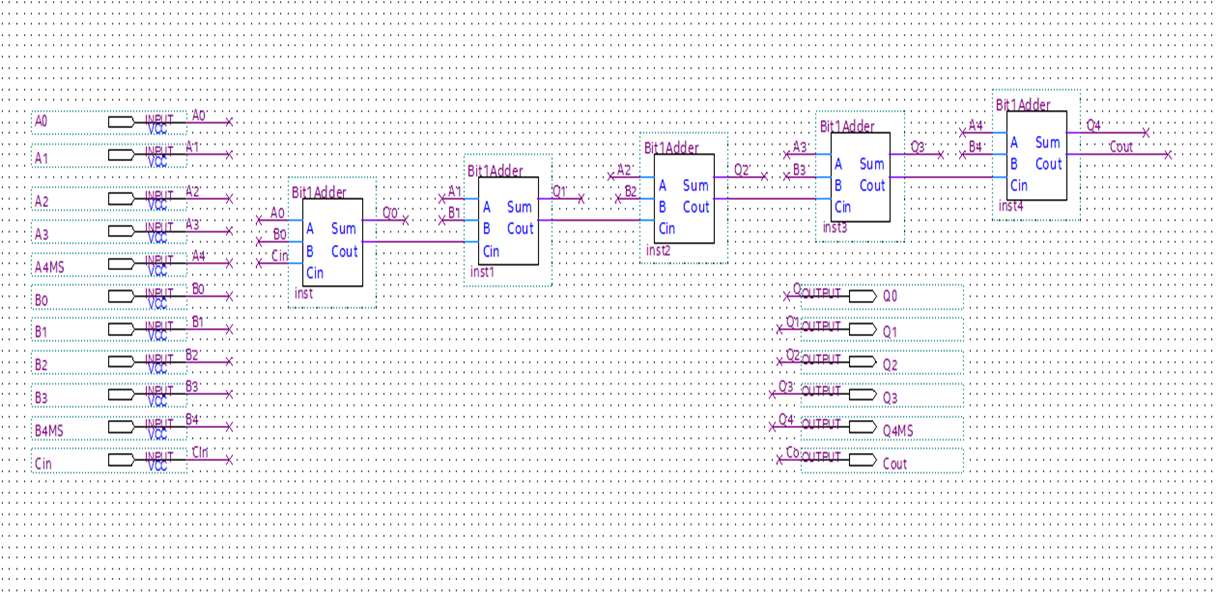 A0 INPUT VCC A0
A1 INPUT VCC A1
A2 INPUT VCC A2
A3 INPUT VCC A3
A4MS INPUT VCC A4
B0 INPUT VCC B0
B1 INPUT VCC B1
B2 INPUT VCC B2
B3 INPUT VCC B3
B4MS INPUT VCC B4
Cin INPUT VCC Cin
Bit1Adder
A0 A Sum Q0
B0 B Cout
Cin Cin
inst
Bit1Adder
A1 A Sum Q1
B1 B Cout
Cin
inst1
Bit1Adder
A2 A Sum Q2
B2 B Cout
Cin
inst2
Bit1Adder
A3 A Sum Q3
B3 B Cout
Cin
inst3
Bit1Adder
A4 A Sum Q4
B4 B Cout Cout
Cin
inst4
Q OUTPUT Q0
Q1 OUTPUT Q1
Q2 OUTPUT Q2
Q3 OUTPUT Q3
Q4 OUTPUT Q4MS
Co OUTPUT Cout